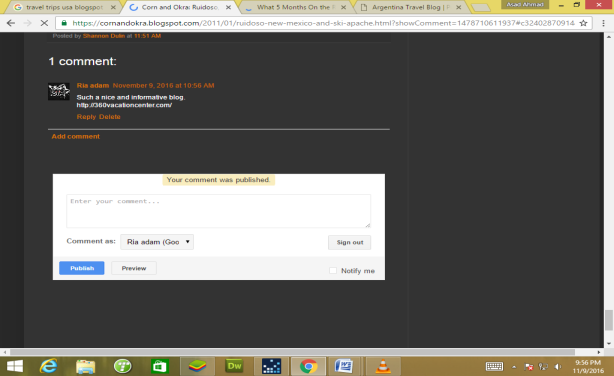 travel trips usa blogspot
Corn and Okra: Ruidoso,
What 5 Months On the
Argentina Travel Blog |
Asad Ahmad
https://cornandokra.blogspot.com/2011/01/ruidoso-new-mexico-and-ski-apache.html?showComment=1478710611937#c32402870914
Posted by Shannon Dulin at 11:51 AM
1 comment:
Ria adam November 9, 2016 at 10:56 AM
Such a nice and informative blog.
http://360vacationcenter.com/
Reply Delete
Add comment
Your comment was published.
Enter your comment...
Comment as: Ria adam (Goo
Sign out
Publish Preview
Notify me
Dw
9:56 PM
11/9/2016